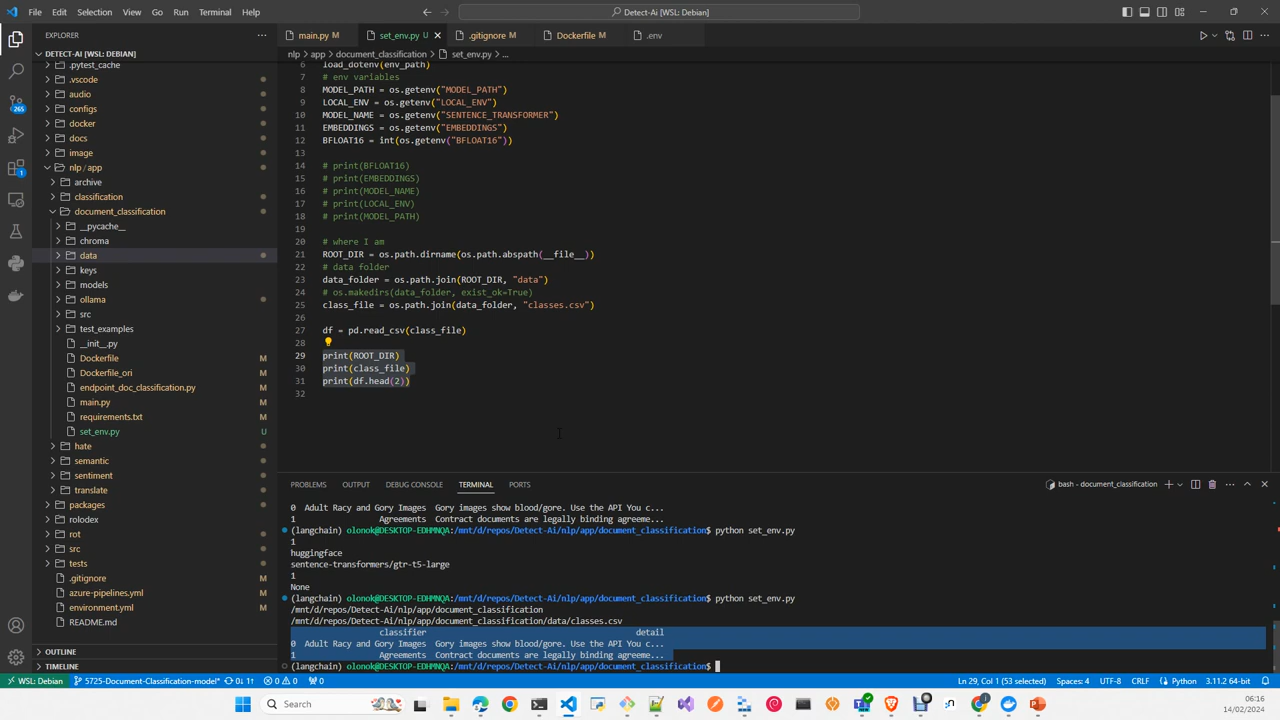 File Edit Selection View Go Run Terminal Help
Detect-Ai [WSL: Debian]
EXPLORER
main.py M
set_env.py U
.gitignore M
Dockerfile M
.env
DETECT-AI [WSL: DEBIAN]
nlp > app > document_classification > set_env.py > ...
.pytest_cache
.vscode
audio
configs
docker
docs
image
nlp / app
archive
classification
document_classification
__pycache__
chroma
data
keys
models
ollama
src
test_examples
__init__.py
Dockerfile M
Dockerfile_ori M
endpoint_doc_classification.py M
main.py M
requirements.txt M
set_env.py U
hate
semantic
sentiment
translate
packages
rolodex
rot
src
tests
.gitignore M
azure-pipelines.yml M
environment.yml M
README.md M
OUTLINE
TIMELINE
6 load_dotenv(env_path)
7 # env variables
8 MODEL_PATH = os.getenv("MODEL_PATH")
9 LOCAL_ENV = os.getenv("LOCAL_ENV")
10 MODEL_NAME = os.getenv("SENTENCE_TRANSFORMER")
11 EMBEDDINGS = os.getenv("EMBEDDINGS")
12 BFLOAT16 = int(os.getenv("BFLOAT16"))
13
14 # print(BFLOAT16)
15 # print(EMBEDDINGS)
16 # print(MODEL_NAME)
17 # print(LOCAL_ENV)
18 # print(MODEL_PATH)
19
20 # where I am
21 ROOT_DIR = os.path.dirname(os.path.abspath(__file__))
22 # data folder
23 data_folder = os.path.join(ROOT_DIR, "data")
24 # os.makedirs(data_folder, exist_ok=True)
25 class_file = os.path.join(data_folder, "classes.csv")
26
27 df = pd.read_csv(class_file)
28
29 print(ROOT_DIR)
30 print(class_file)
31 print(df.head(2))
32
PROBLEMS OUTPUT DEBUG CONSOLE TERMINAL PORTS
bash - document_classification
0 Adult Racy and Gory Images Gory images show blood/gore. Use the API You c...
1 Agreements Contract documents are legally binding agreeme...
(langchain) olonok@DESKTOP-EDHMNQA:/mnt/d/repos/Detect-Ai/nlp/app/document_classification$ python set_env.py
1
huggingface
sentence-transformers/gtr-t5-large
1
None
(langchain) olonok@DESKTOP-EDHMNQA:/mnt/d/repos/Detect-Ai/nlp/app/document_classification$ python set_env.py
/mnt/d/repos/Detect-Ai/nlp/app/document_classification
/mnt/d/repos/Detect-Ai/nlp/app/document_classification/data/classes.csv
classifier detail
0 Adult Racy and Gory Images Gory images show blood/gore. Use the API You c...
1 Agreements Contract documents are legally binding agreeme...
(langchain) olonok@DESKTOP-EDHMNQA:/mnt/d/repos/Detect-Ai/nlp/app/document_classification$
265
1
WSL: Debian 5725-Document-Classification-model* 0↓ 1↑ 0 0 0
Ln 29, Col 1 (53 selected) Spaces: 4 UTF-8 CRLF Python 3.11.2 64-bit
Search
06:16
14/02/2024